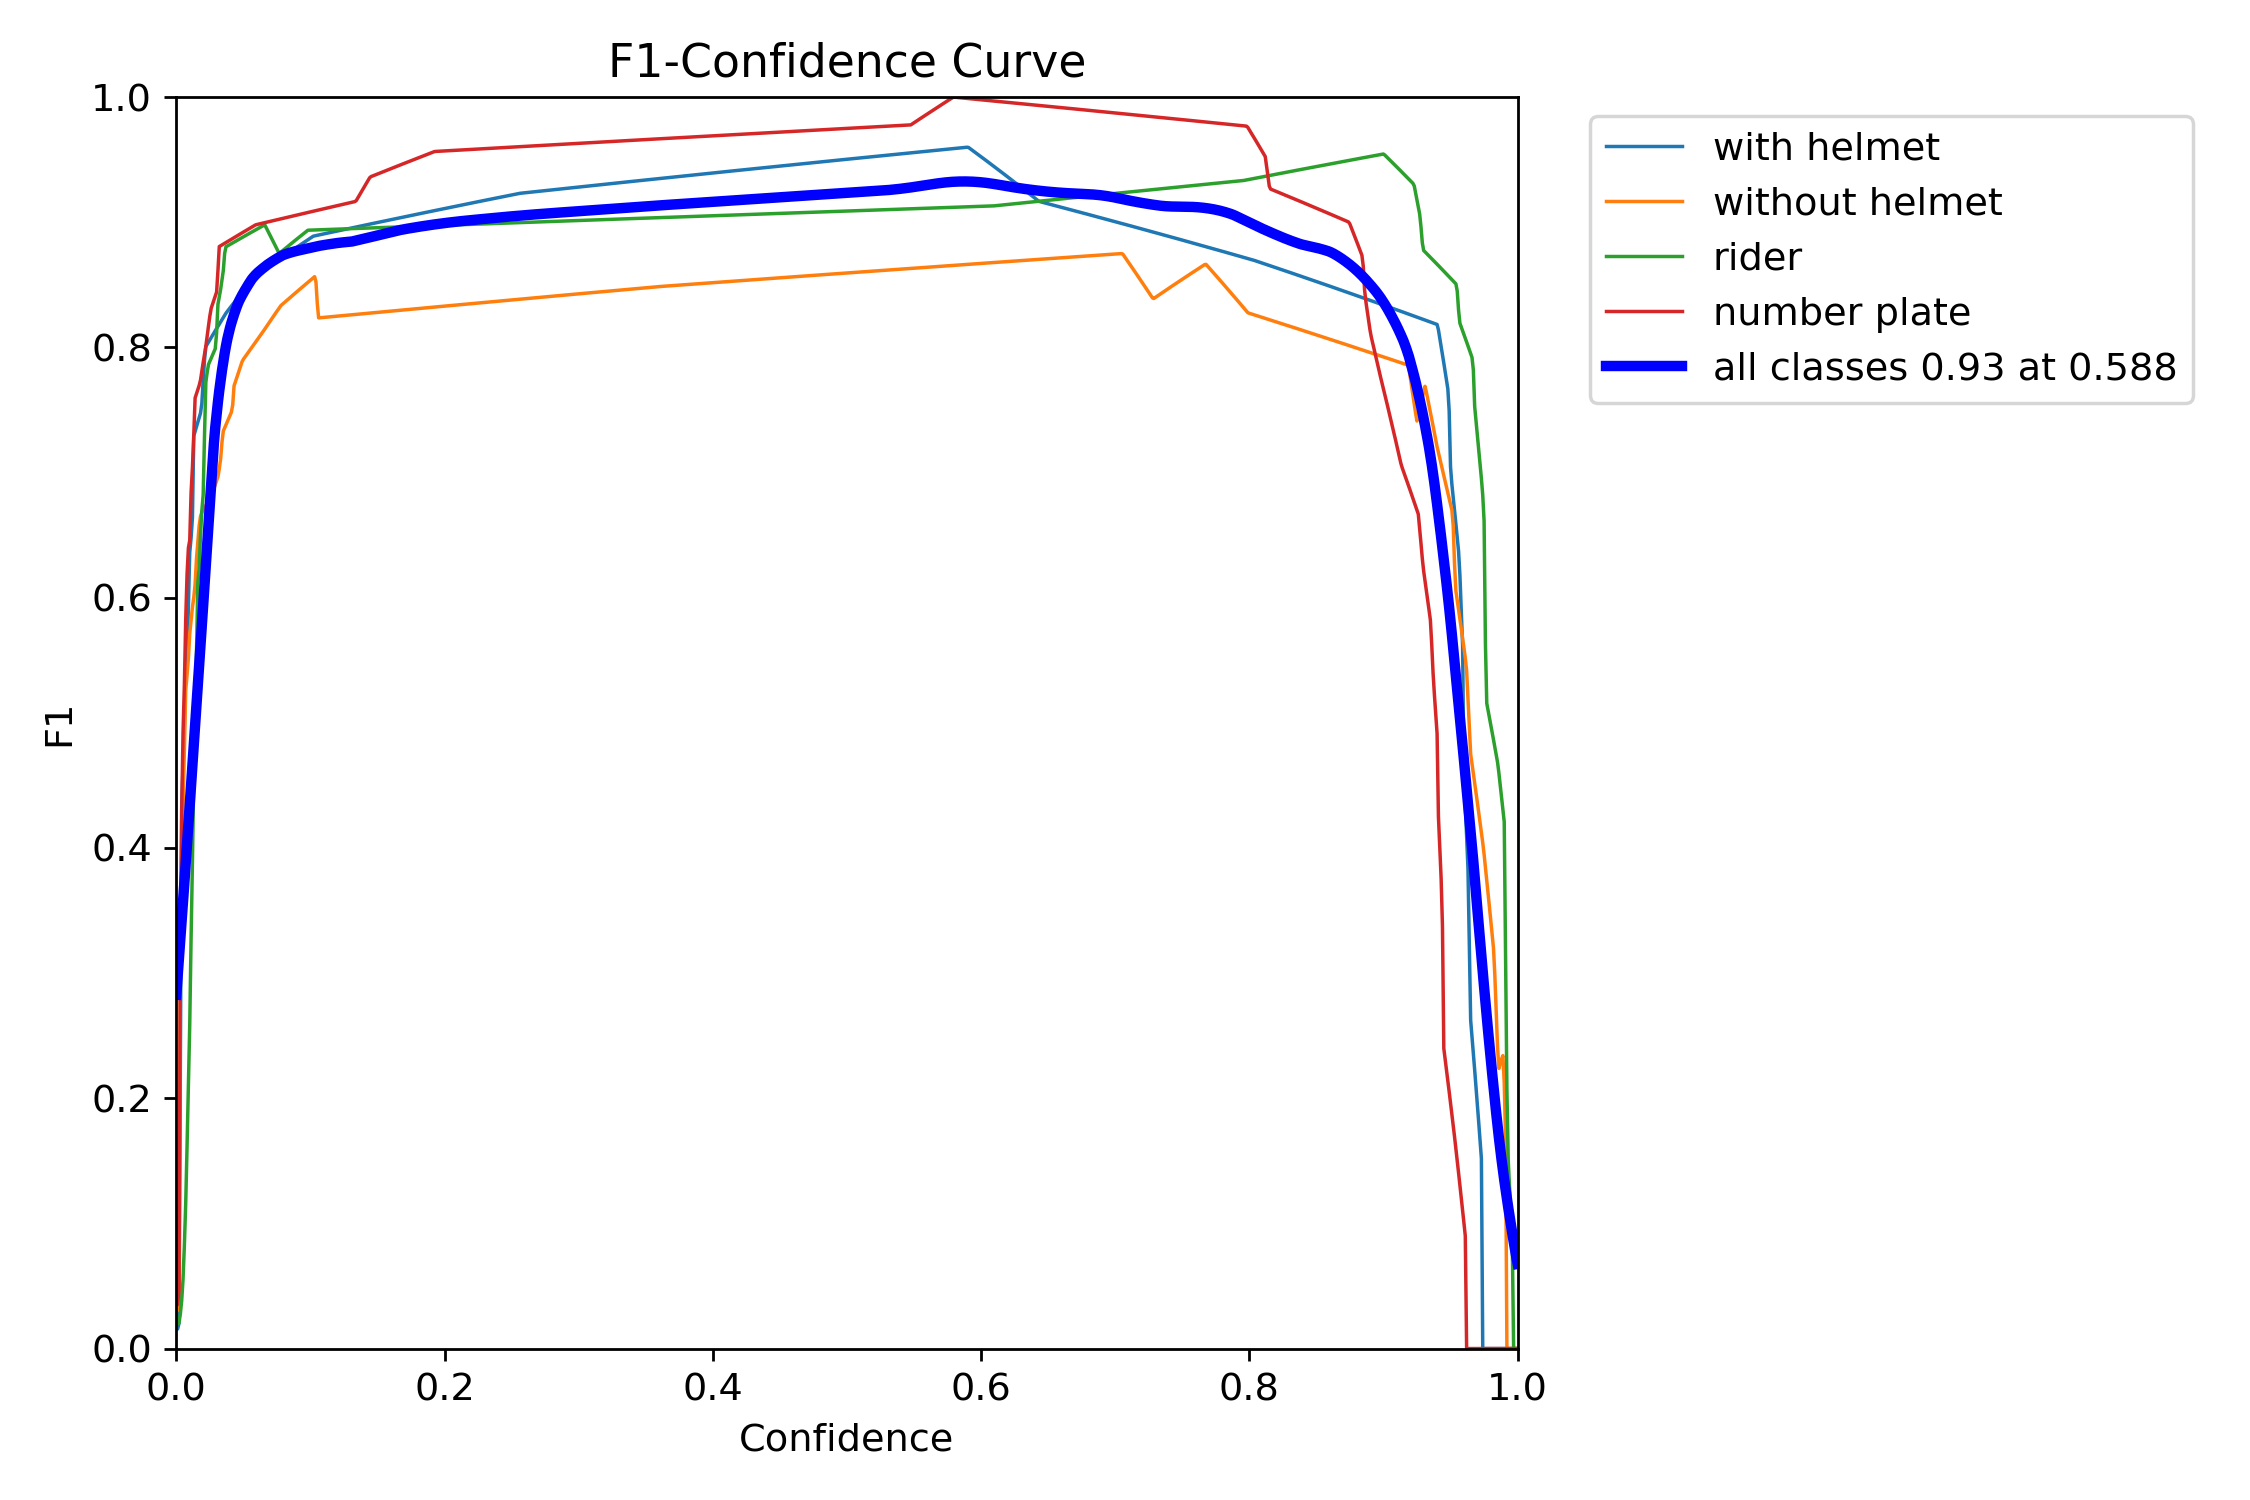 F1-Confidence Curve
1.0
0.8
0.6
0.4
0.2
0.0
F1
0.0 0.2 0.4 0.6 0.8 1.0
Confidence
with helmet
without helmet
rider
number plate
all classes 0.93 at 0.588